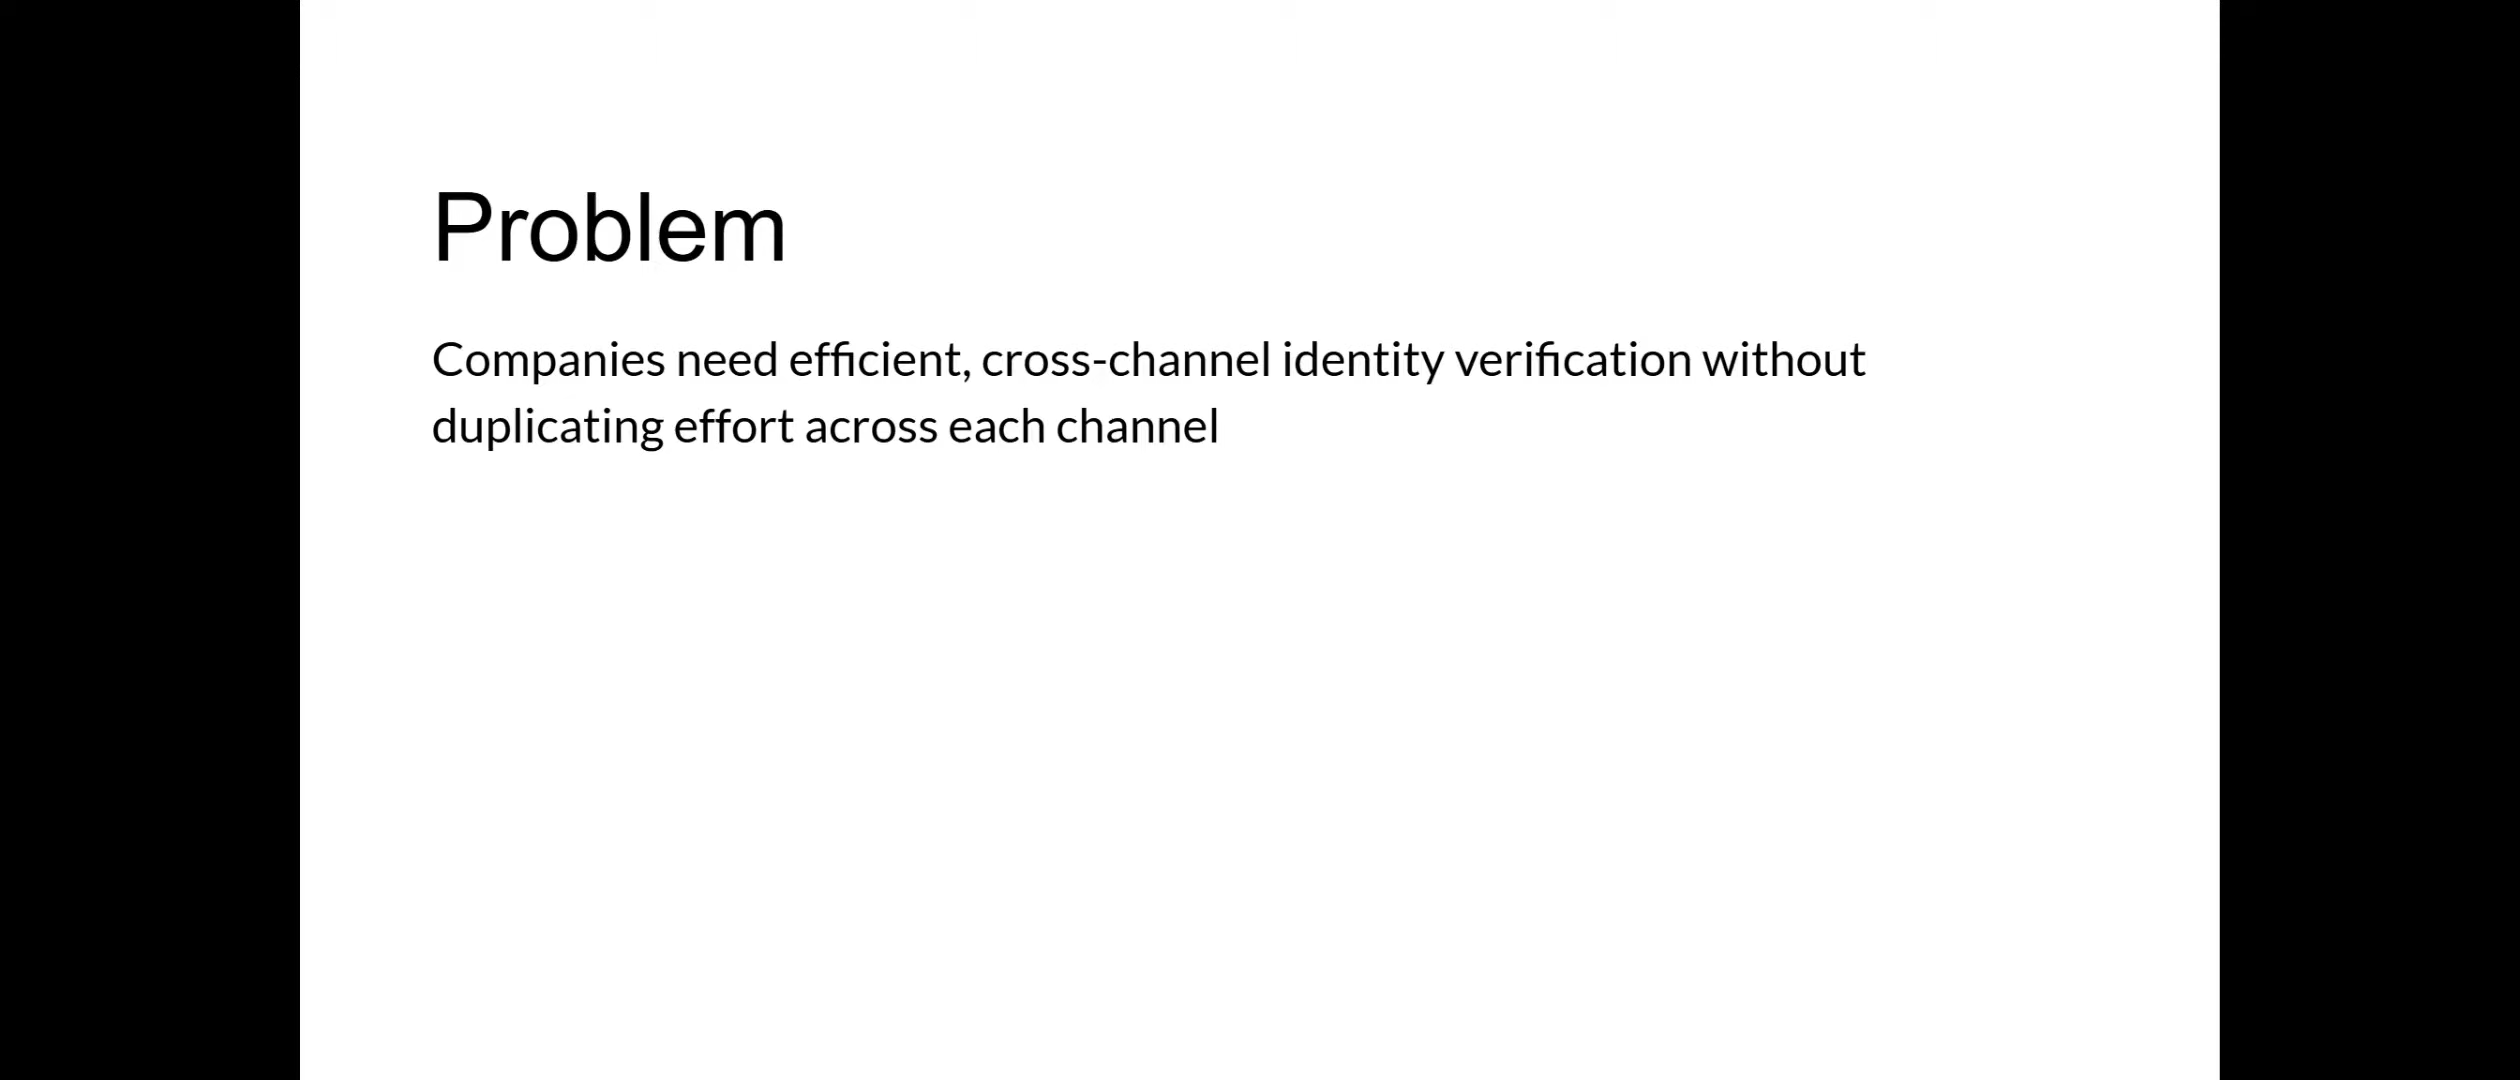 Problem
Companies need efficient, cross-channel identity verification without
duplicating effort across each channel